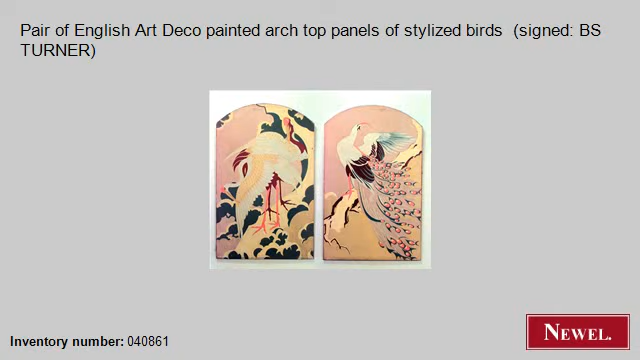 Pair of English Art Deco painted arch top panels of stylized birds  (signed: BS
TURNER)
Inventory number: 040861
NEWEL.